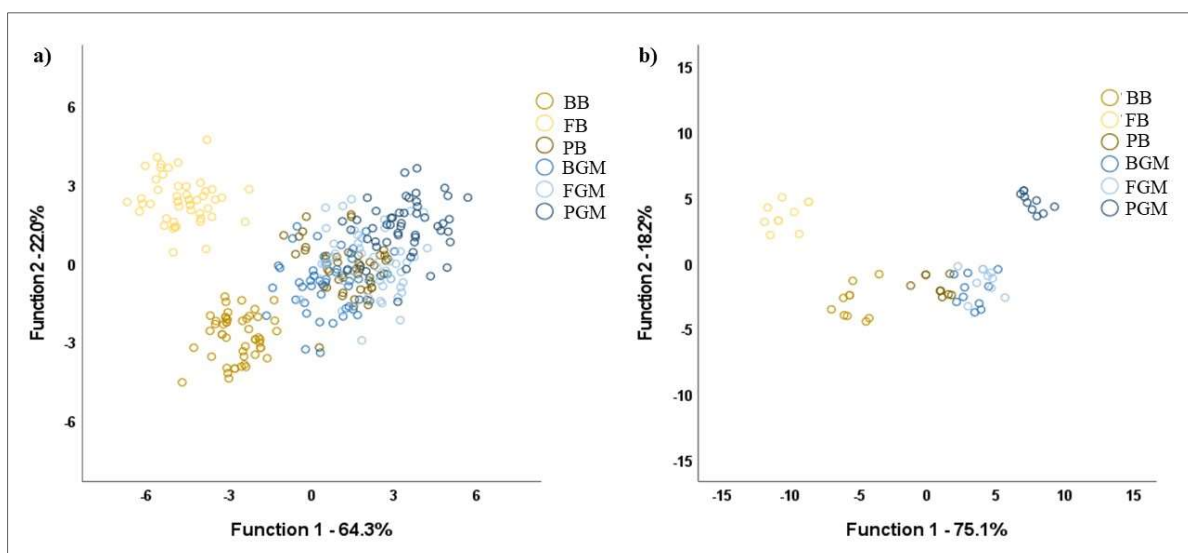 a)
6
3
0
-3
-6
Function 2 -22.0%
-6 -3 0 3 6
Function 1 - 64.3%
BB
FB
PB
BGM
FGM
PGM
b)
15
10
5
0
-5
-10
-15
Function 2 -18.2%
-15 -10 -5 0 5 10 15
Function 1 - 75.1%
BB
FB
PB
BGM
FGM
PGM